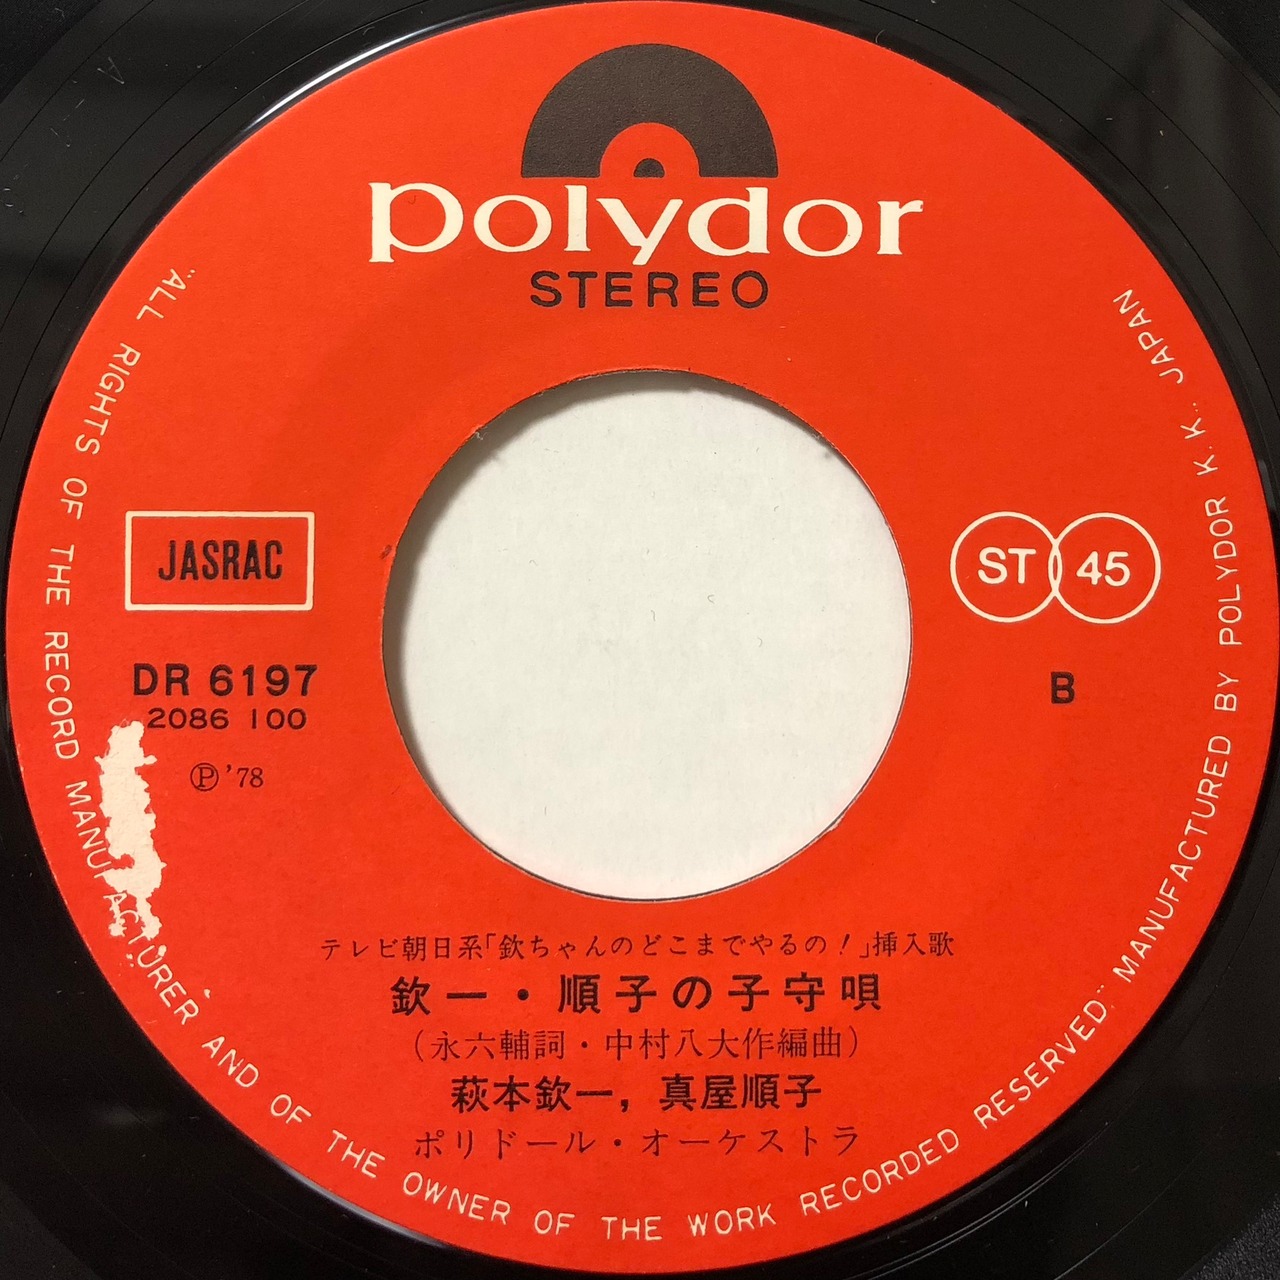 polydor
STEREO
JASRAC
ST 45
DR 6197
2086 100
Ⓟ'78
B
テレビ朝日系「欽ちゃんのどこまでやるの!」挿入歌
欽一・順子の子守唄
(永六輔詞・中村八大作編曲)
萩本欽一, 真屋順子
ポリドール・オーケストラ
"ALL RIGHTS OF THE RECORD MANUFACTURER AND OF THE OWNER OF THE WORK RECORDED RESERVED." MANUFACTURED BY POLYDOR K.K., JAPAN